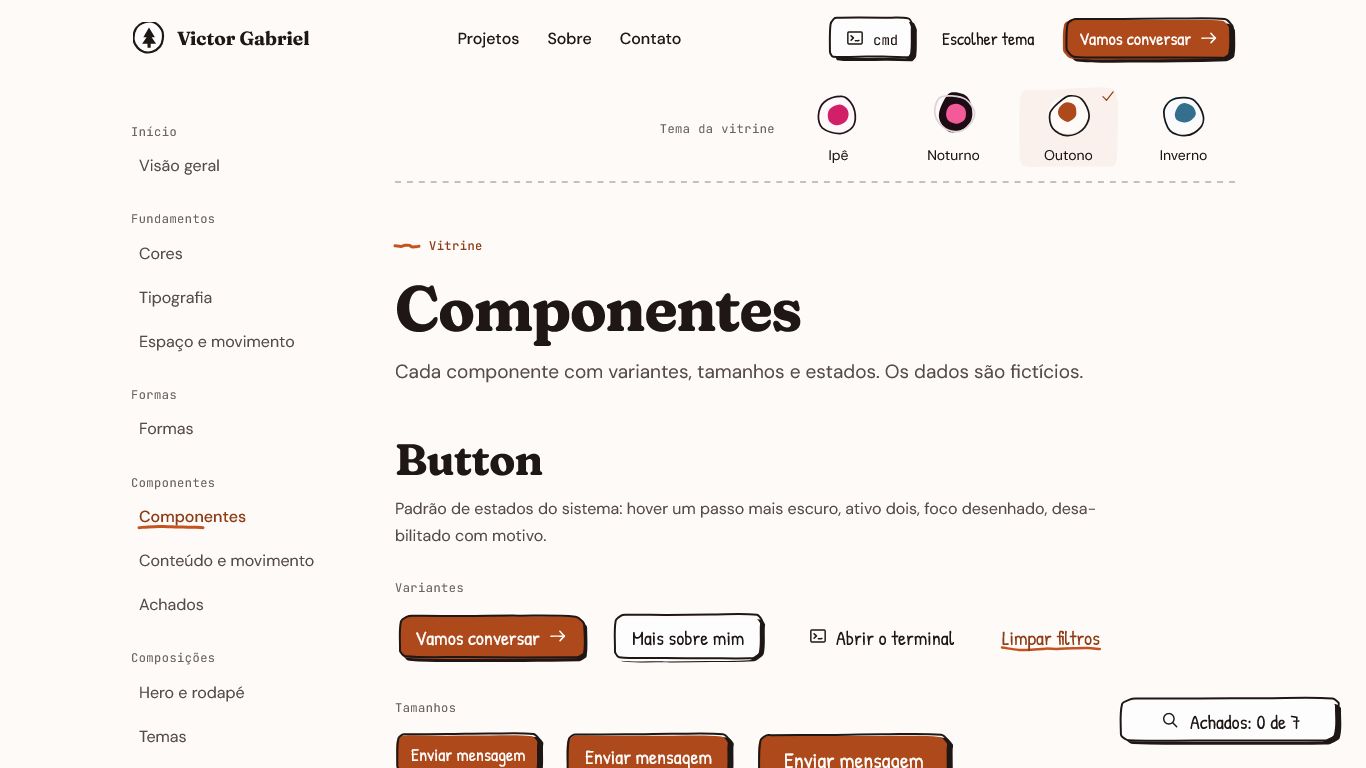 Victor Gabriel
Projetos Sobre Contato
cmd
Escolher tema
Vamos conversar
Início
Visão geral
Fundamentos
Cores
Tipografia
Espaço e movimento
Formas
Formas
Componentes
Componentes
Conteúdo e movimento
Achados
Composições
Hero e rodapé
Temas
Tema da vitrine
Ipê
Noturno
Outono
Inverno
Vitrine
Componentes
Cada componente com variantes, tamanhos e estados. Os dados são fictícios.
Button
Padrão de estados do sistema: hover um passo mais escuro, ativo dois, foco desenhado, desa-
bilitado com motivo.
Variantes
Vamos conversar
Mais sobre mim
Abrir o terminal
Limpar filtros
Tamanhos
Enviar mensagem
Enviar mensagem
Enviar mensagem
Achados: 0 de 7